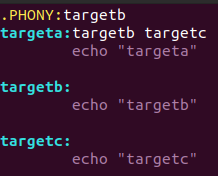 .PHONY:targetb
targeta:targetb targetc
        echo "targeta"

targetb:
        echo "targetb"

targetc:
        echo "targetc"